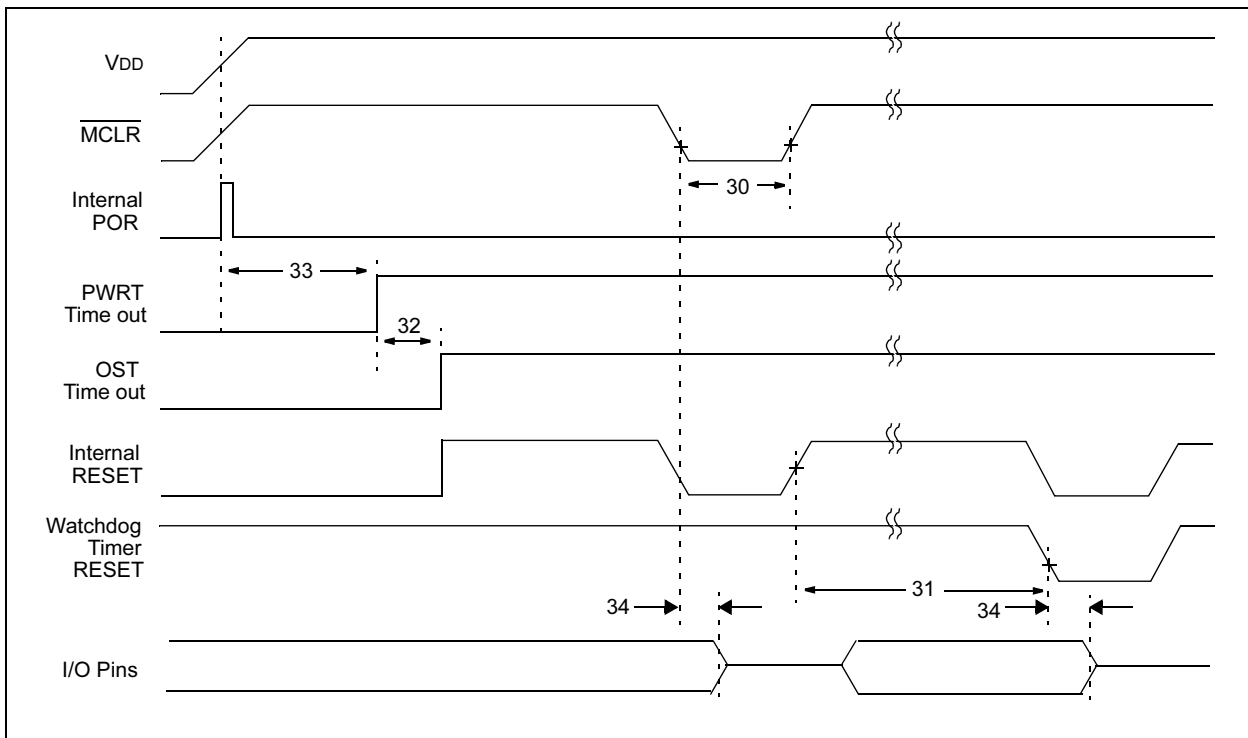 VDD
MCLR
Internal
POR
30
33
PWRT
Time out
32
OST
Time out
Internal
RESET
Watchdog
Timer
RESET
31
34
34
I/O Pins